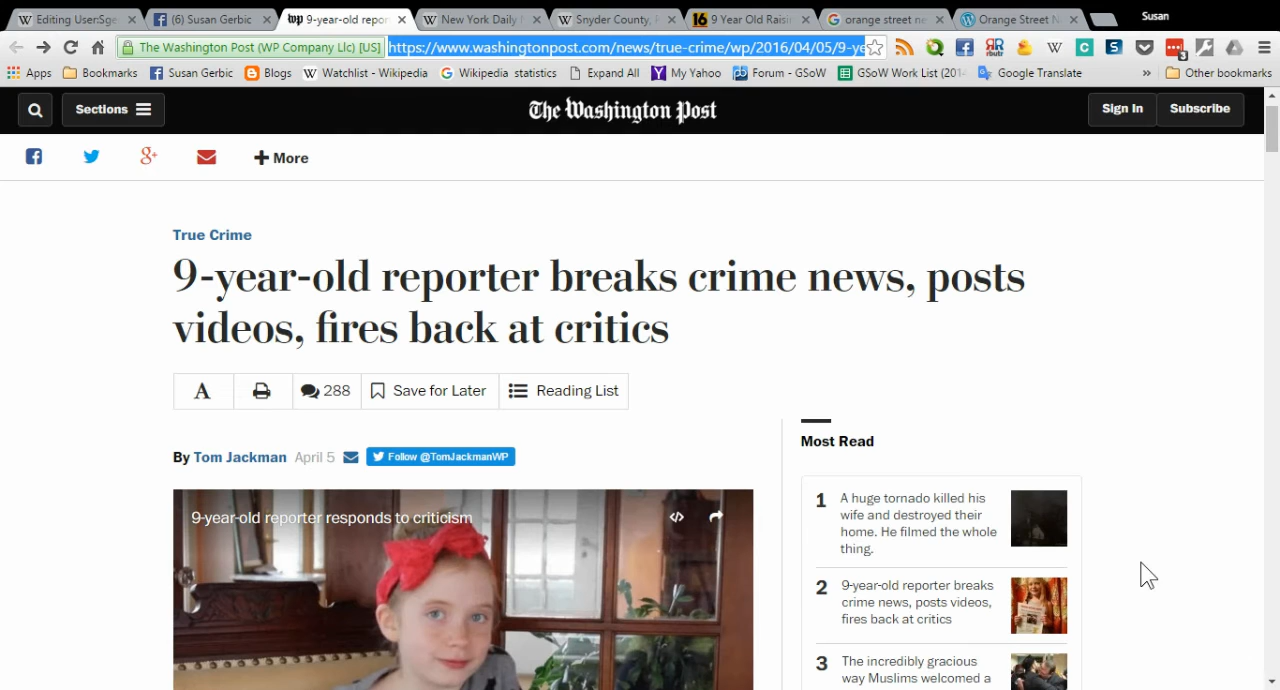 Editing User:Sge
(6) Susan Gerbic
9-year-old repor
New York Daily
Snyder County,
9 Year Old Raisi
orange street ne
Orange Street N
Susan
The Washington Post (WP Company Llc) [US]
https://www.washingtonpost.com/news/true-crime/wp/2016/04/05/9-ye
Apps
Bookmarks
Susan Gerbic
Blogs
Watchlist - Wikipedia
Wikipedia statistics
Expand All
My Yahoo
Forum - GSoW
GSoW Work List (201
Google Translate
»
Other bookmarks
Sections
The Washington Post
Sign In
Subscribe
More
True Crime
9-year-old reporter breaks crime news, posts
videos, fires back at critics
A
288
Save for Later
Reading List
By Tom Jackman April 5
Follow @TomJackmanWP
9-year-old reporter responds to criticism
Most Read
1
A huge tornado killed his
wife and destroyed their
home. He filmed the whole
thing.
2
9-year-old reporter breaks
crime news, posts videos,
fires back at critics
3
The incredibly gracious
way Muslims welcomed a